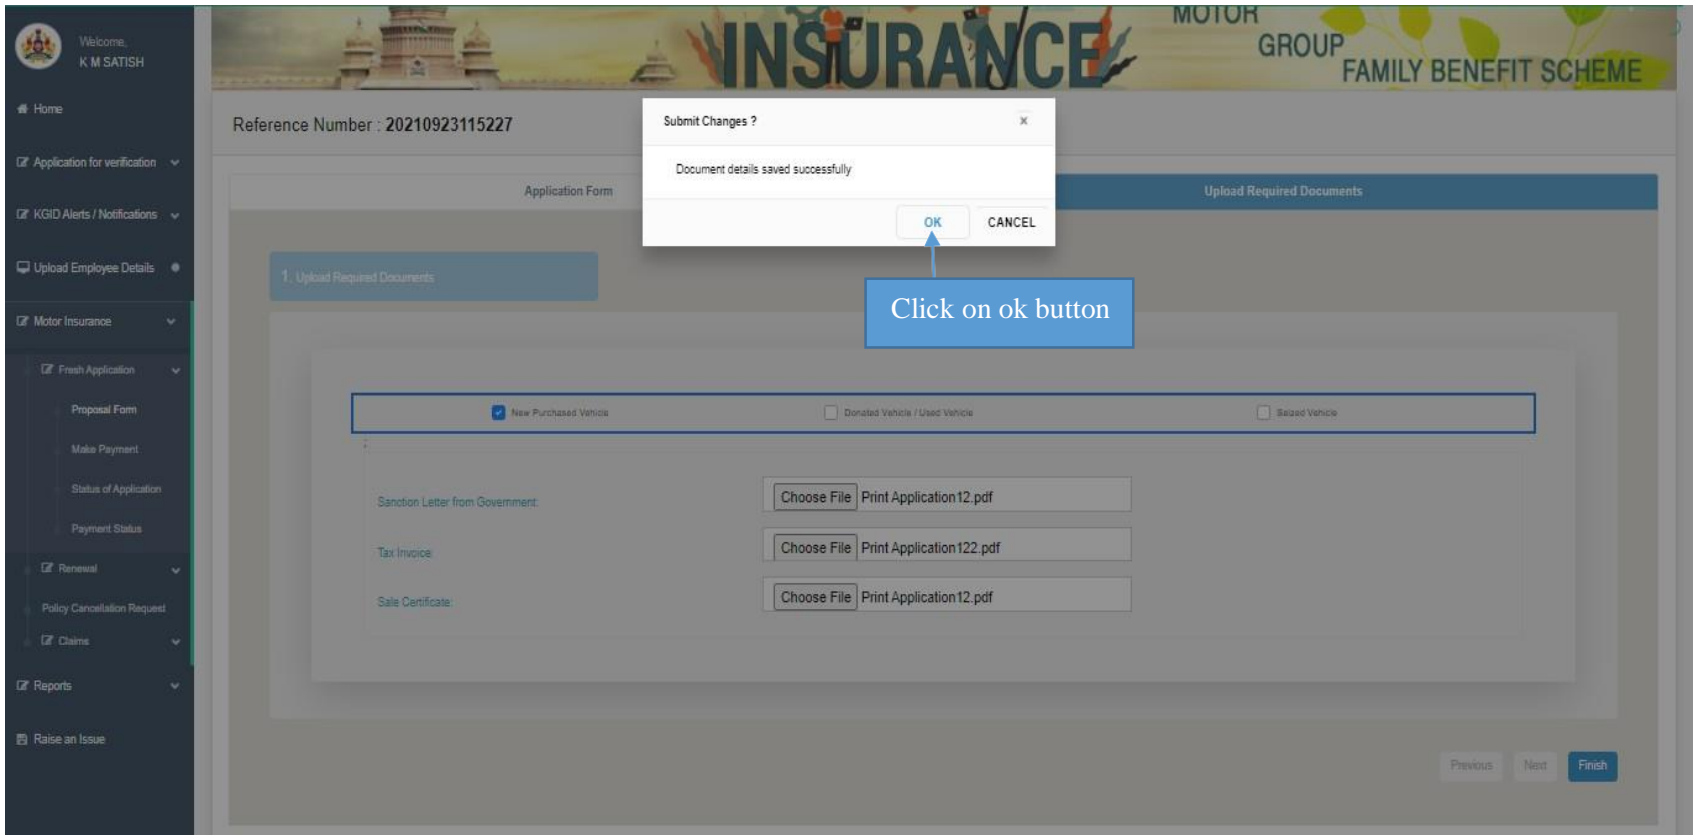 Welcome,
K M SATISH
Home
Application for verification
KGID Alerts / Notifications
Upload Employee Details
Motor Insurance
Fresh Application
Proposal Form
Make Payment
Status of Application
Payment Status
Renewal
Policy Cancellation Request
Claims
Reports
Raise an Issue
INSURANCE
MOTOR
GROUP
FAMILY BENEFIT SCHEME
Reference Number : 20210923115227
Submit Changes ?
x
Document details saved successfully
OK CANCEL
Click on ok button
Application Form
Upload Required Documents
1. Upload Required Documents
New Purchased Vehicle
Donated Vehicle / Used Vehicle
Seized Vehicle
:
Sanction Letter from Government:
Choose File Print Application12.pdf
Tax Invoice:
Choose File Print Application122.pdf
Sale Certificate:
Choose File Print Application12.pdf
Previous Next Finish